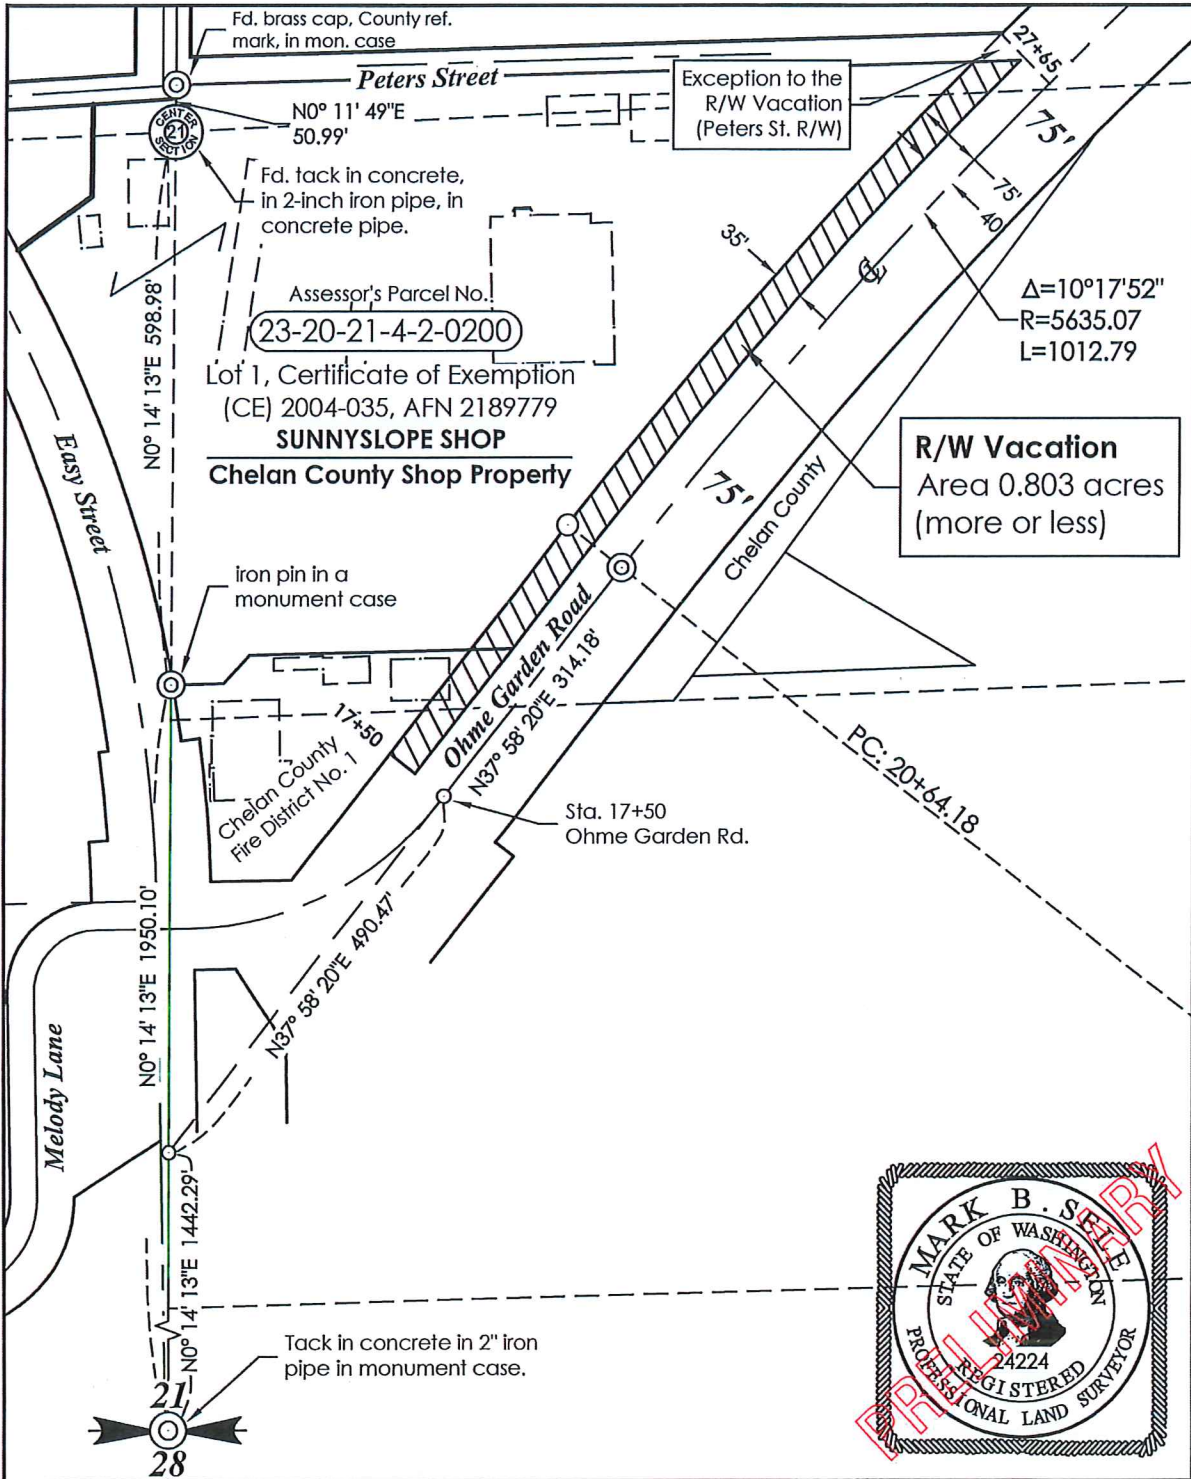 Fd. brass cap, County ref.
mark, in mon. case
Peters Street
N0° 11' 49"E
50.99'
CENTER
21
SECTION
Exception to the
R/W Vacation
(Peters St. R/W)
27+65
75'
75'
40'
35'
Fd. tack in concrete,
in 2-inch iron pipe, in
concrete pipe.
N0° 14' 13"E 598.98'
Assessor's Parcel No.
23-20-21-4-2-0200
Lot 1, Certificate of Exemption
(CE) 2004-035, AFN 2189779
SUNNYSLOPE SHOP
Chelan County Shop Property
Δ=10°17'52"
R=5635.07
L=1012.79
R/W Vacation
Area 0.803 acres
(more or less)
75'
Chelan County
Easy Street
iron pin in a
monument case
Ohme Garden Road
N37° 58' 20"E 314.18'
17+50
Chelan County
Fire District No. 1
Sta. 17+50
Ohme Garden Rd.
PC: 20+64.18
N37° 58' 20"E 490.47'
N0° 14' 13"E 1950.10'
Melody Lane
N0° 14' 13"E 1442.29'
Tack in concrete in 2" iron
pipe in monument case.
21
28
MARK B. SELE
STATE OF WASHINGTON
24224
REGISTERED
PROFESSIONAL LAND SURVEYOR
PRELIMINARY